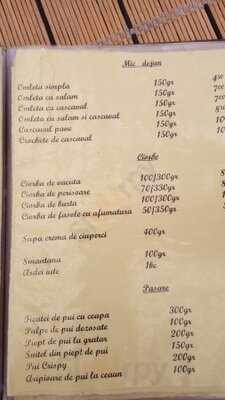 Mic dejun
Omleta simpla 150gr
Omleta cu salam 150gr
Omleta cu cascaval 150gr
Omleta cu salam si cascaval 150gr
Cascaval pane 150gr
Crochete de cascaval 150gr
Ciorbe
Ciorba de vacuta 100/300gr
Ciorba de perisoare 70/330gr
Ciorba de burta 100/300gr
Ciorba de fasole cu afumatura 50/350gr
Supa crema de ciuperci 400gr
Smantana 100gr
Ardei iute 1bc
Pasare
Ficatei de pui cu ceapa 300gr
Pulpe de pui dezosate 100gr
Piept de pui la gratar 200gr
Snitel din piept de pui 150gr
Pui Crispy 200gr
Aripioare de pui la ceaun 100gr